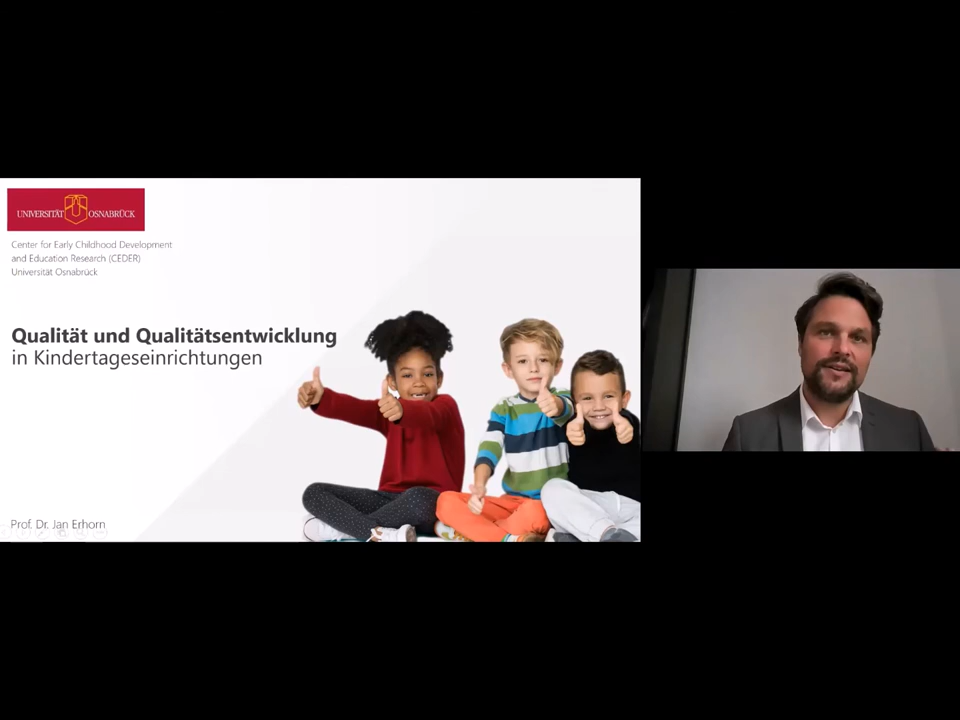 UNIVERSITÄT OSNABRÜCK
Center for Early Childhood Development
and Education Research (CEDER)
Universität Osnabrück
Qualität und Qualitätsentwicklung
in Kindertageseinrichtungen
Prof. Dr. Jan Erhorn